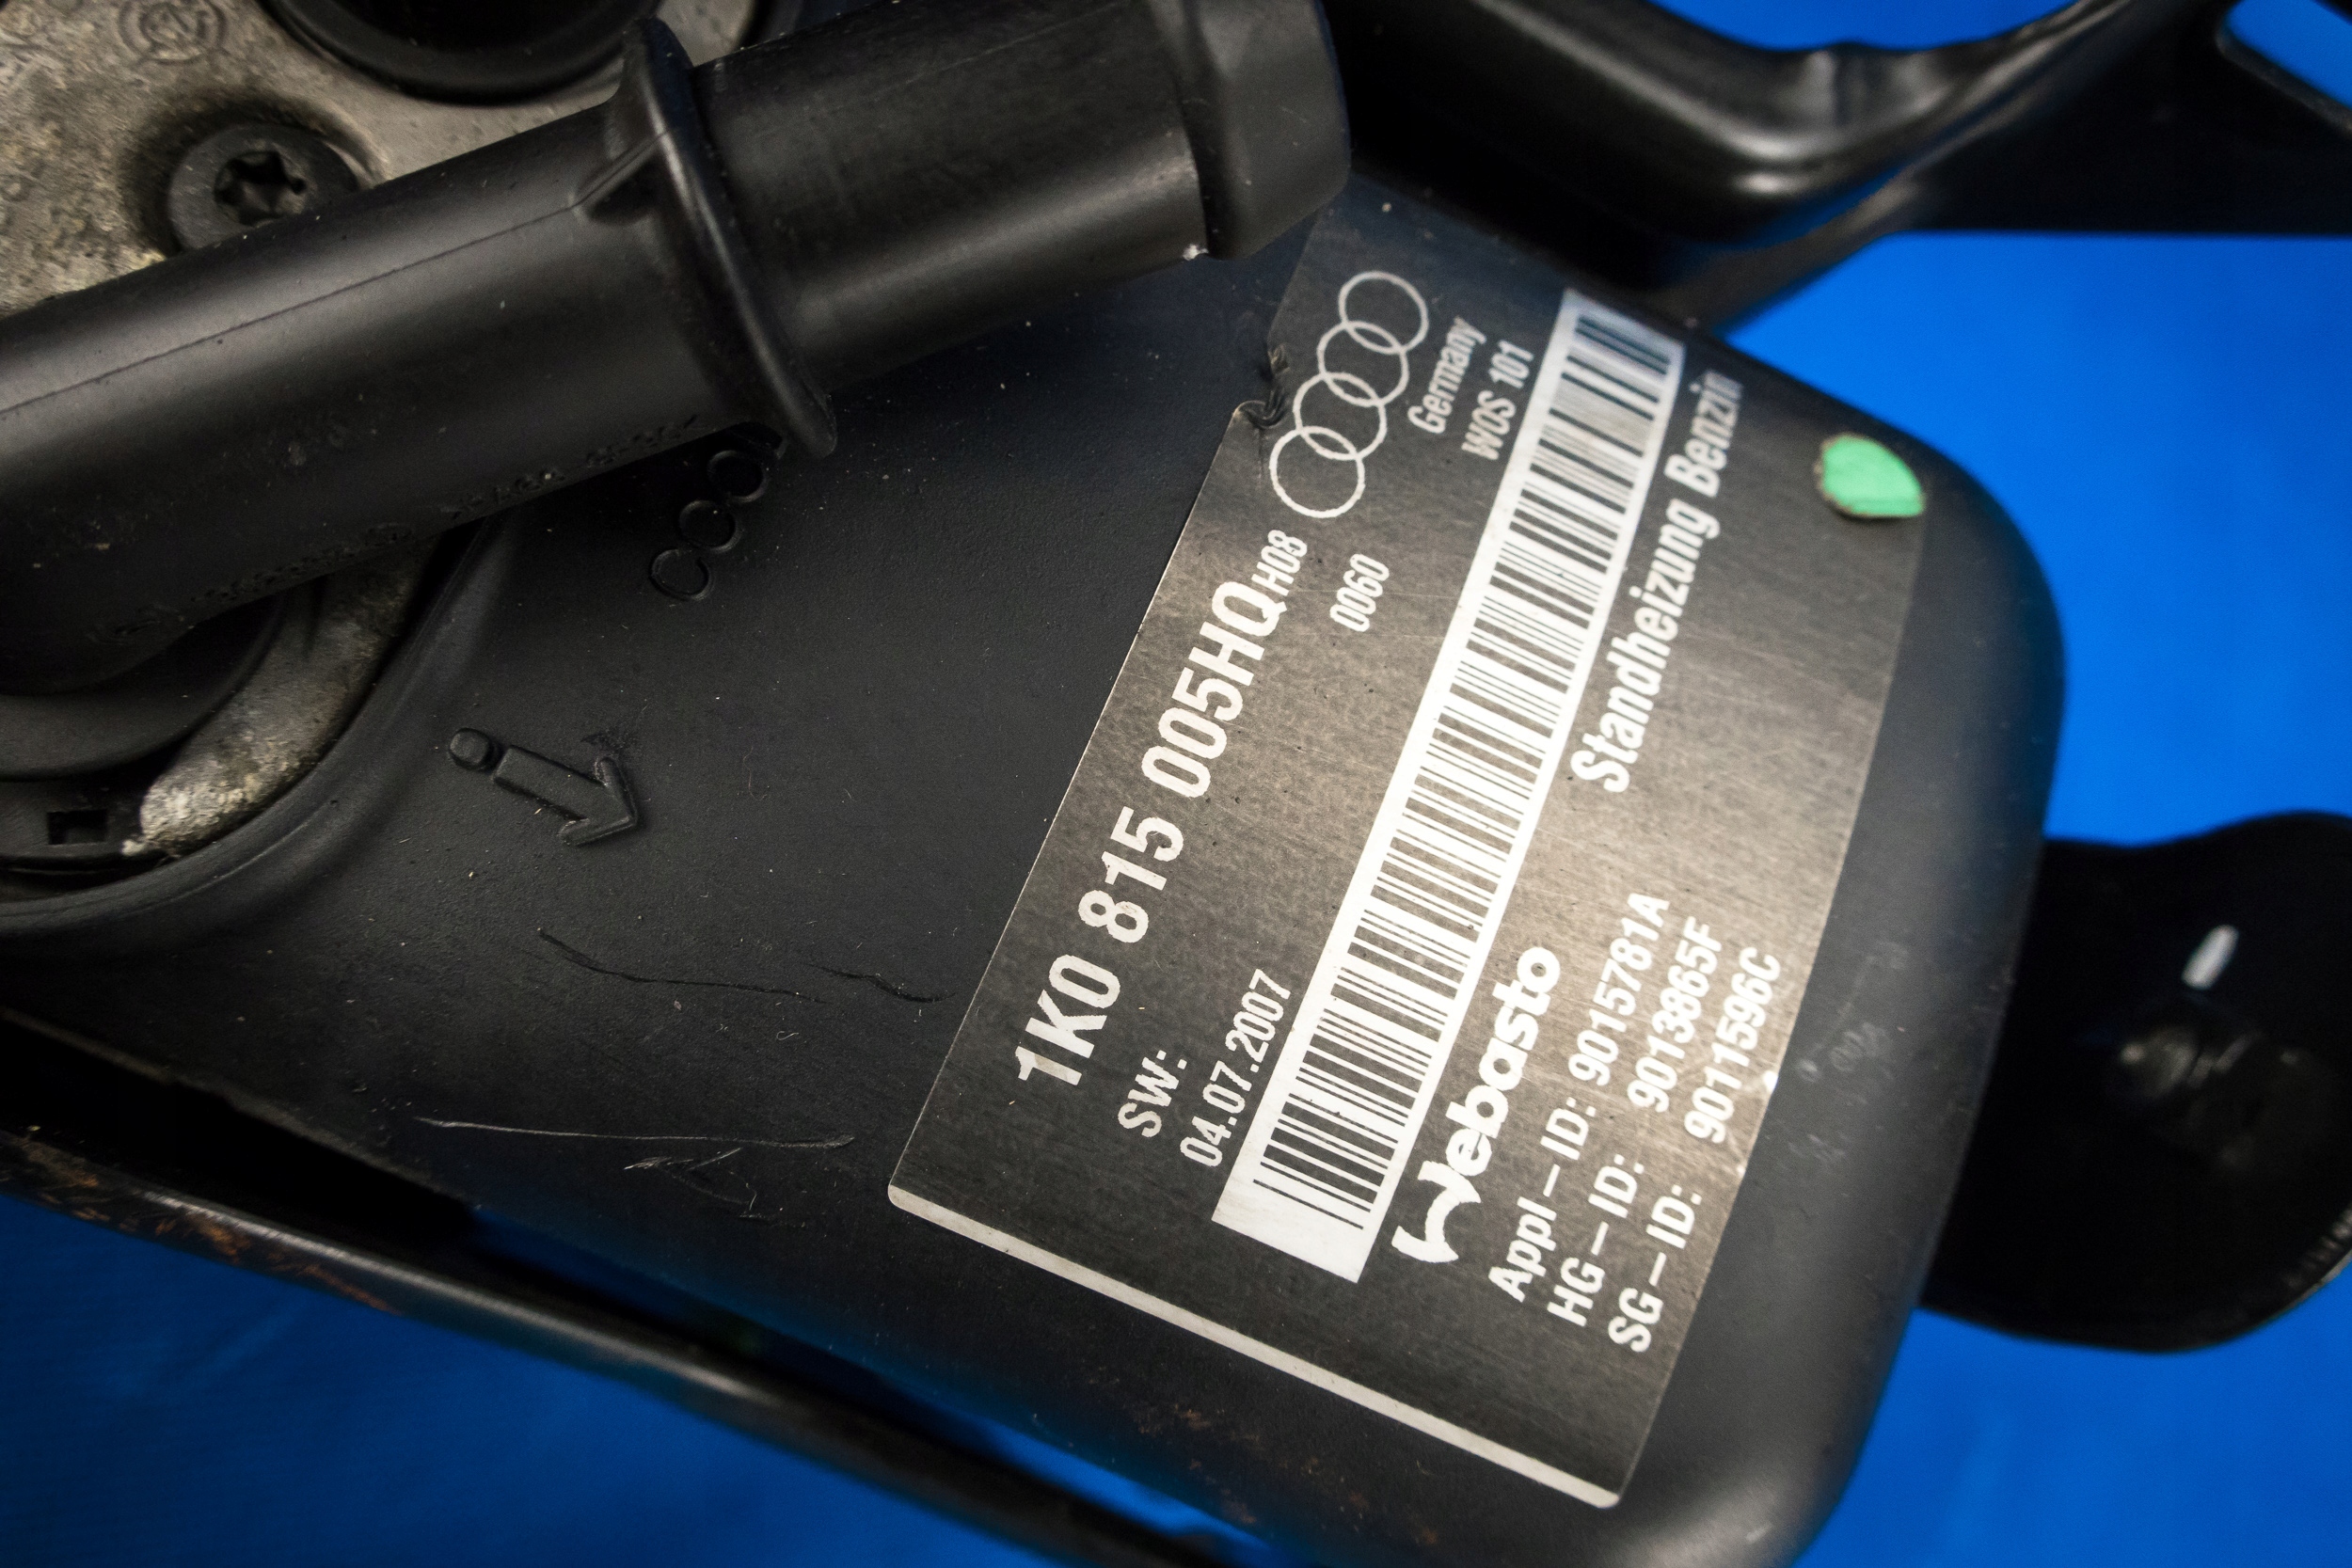 1K0 815 005HQ H08
SW: 0060
04.07.2007
Germany
WOS 101
Webasto
Standheizung Benzin
Appl-ID: 9015781A
HG-ID: 9013865F
SG-ID: 9011596C